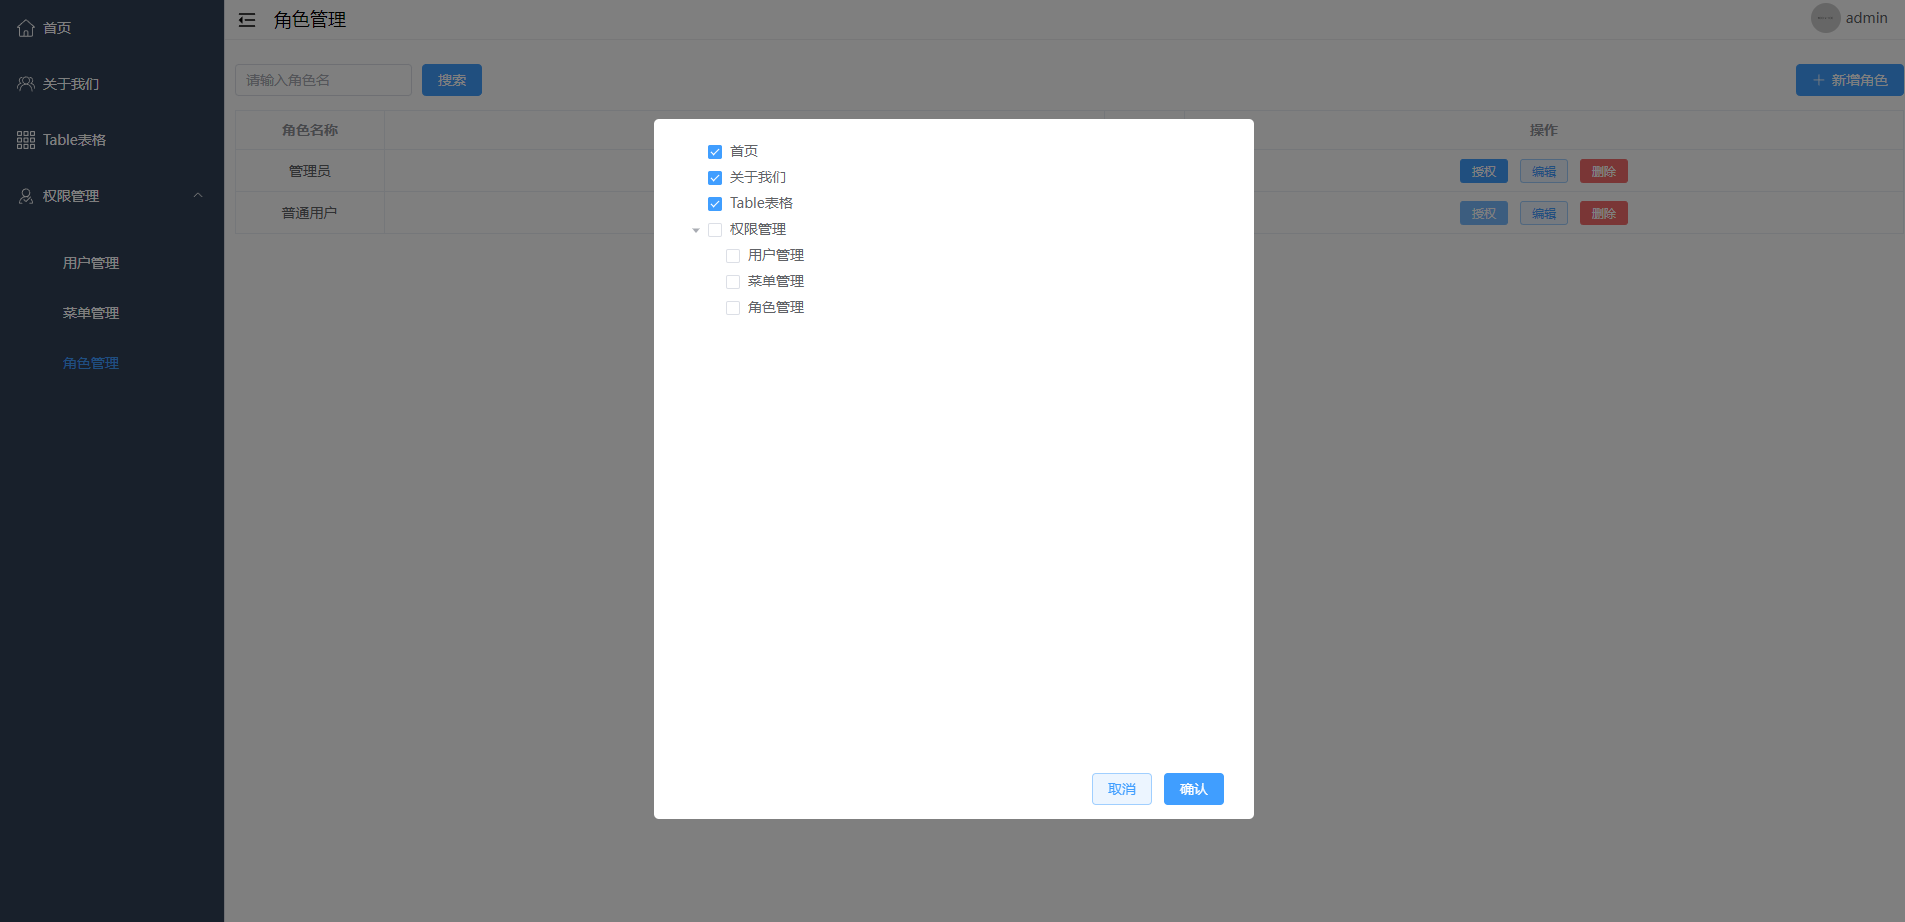 首页
关于我们
Table表格
权限管理
用户管理
菜单管理
角色管理
角色管理
admin
请输入角色名
搜索
新增角色
角色名称
操作
管理员
授权
编辑
删除
普通用户
授权
编辑
删除
首页
关于我们
Table表格
权限管理
用户管理
菜单管理
角色管理
取消
确认